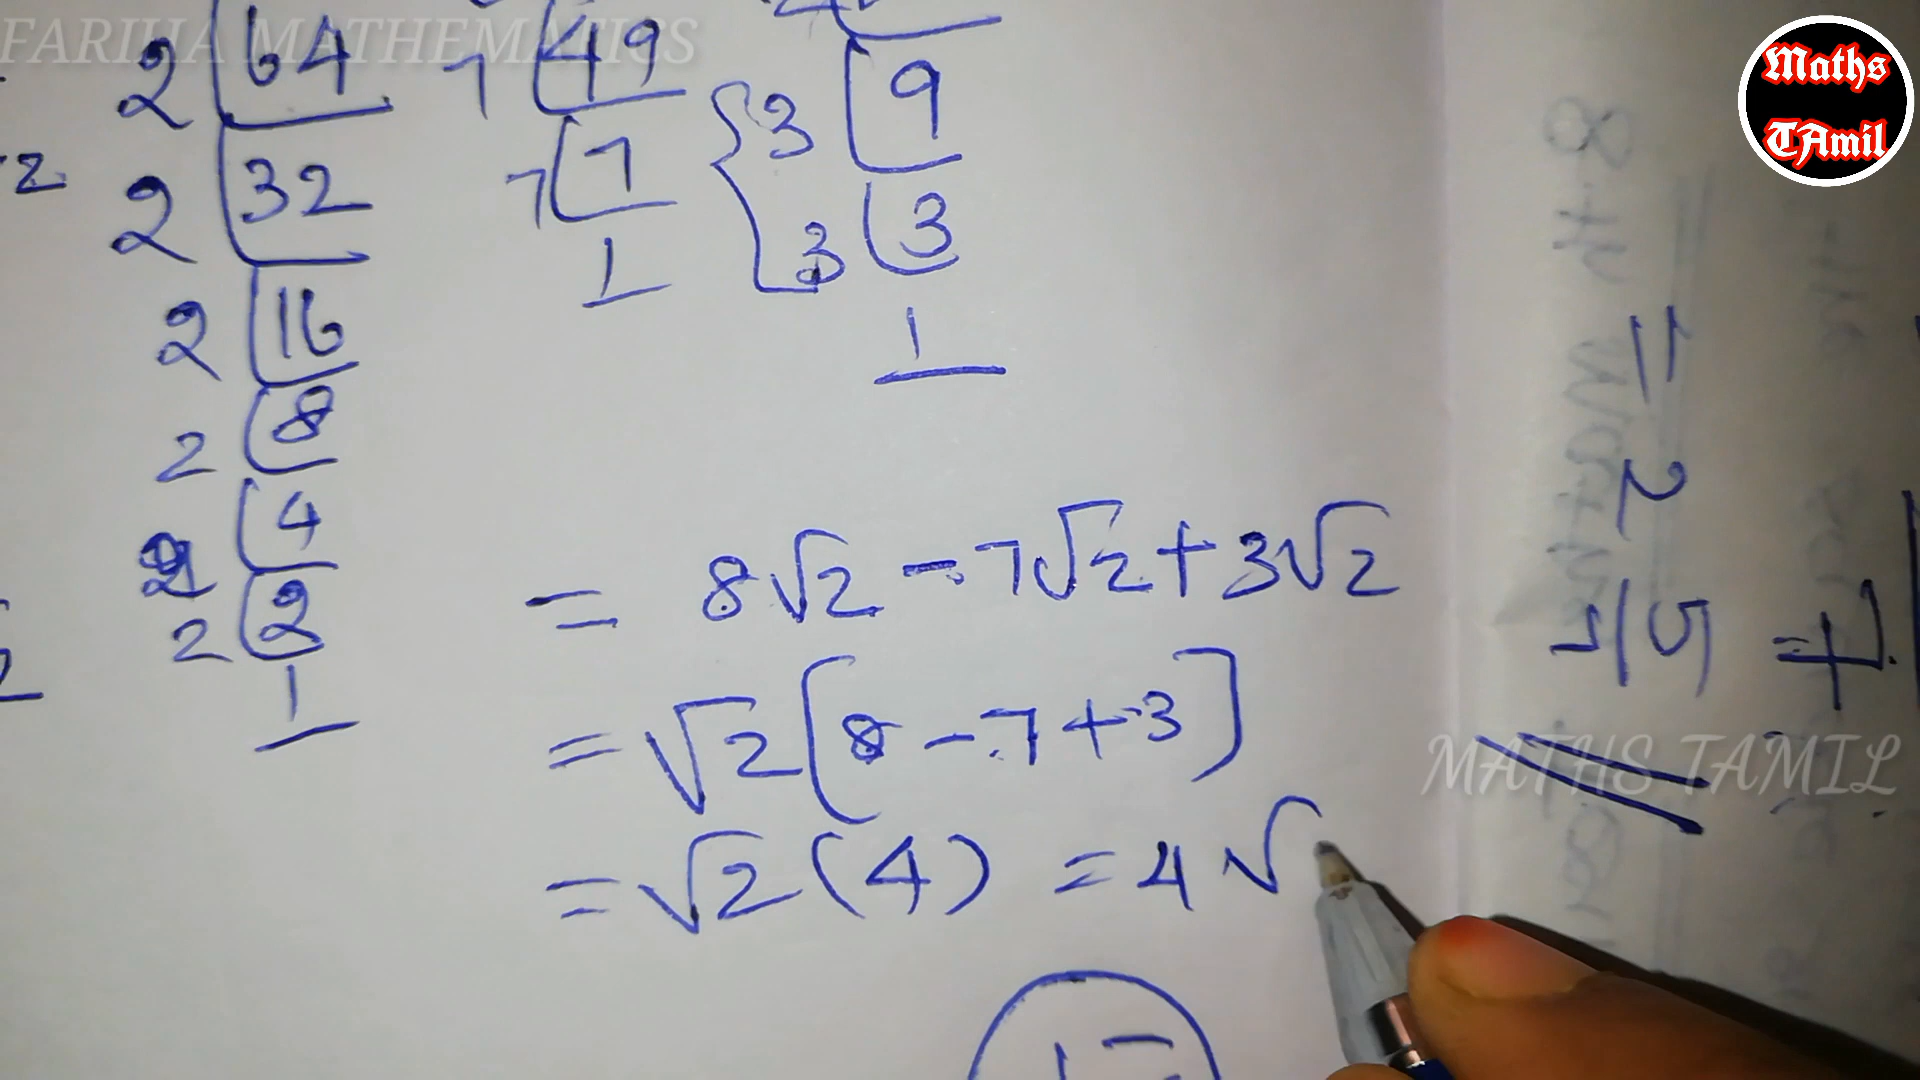 FARIHA MATHEMATICS
Maths
TAmil
2 64
2 32
2 16
2 8
2 4
2 2
1
7 49
7 7
1
3 9
3 3
1
= 8√2 - 7√2 + 3√2
= √2 [8 - 7 + 3]
= √2 (4) = 4√
MATHS TAMIL